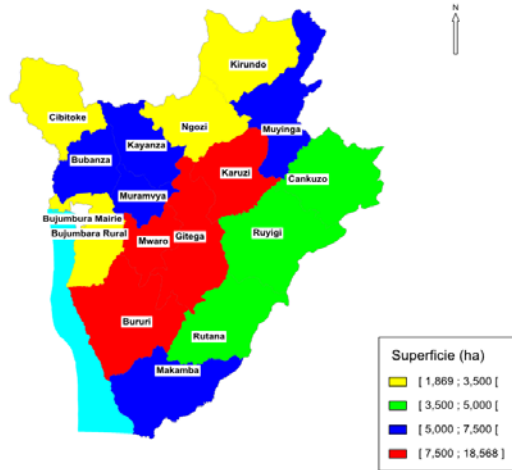 N
Kirundo
Cibitoke
Ngozi
Kayanza
Muyinga
Bubanza
Karuzi
Cankuzo
Muramvya
Bujumbura Mairie
Bujumbara Rural
Mwaro
Gitega
Ruyigi
Bururi
Rutana
Makamba
Superficie (ha)
[ 1,869 ; 3,500 [
[ 3,500 ; 5,000 [
[ 5,000 ; 7,500 [
[ 7,500 ; 18,568 ]